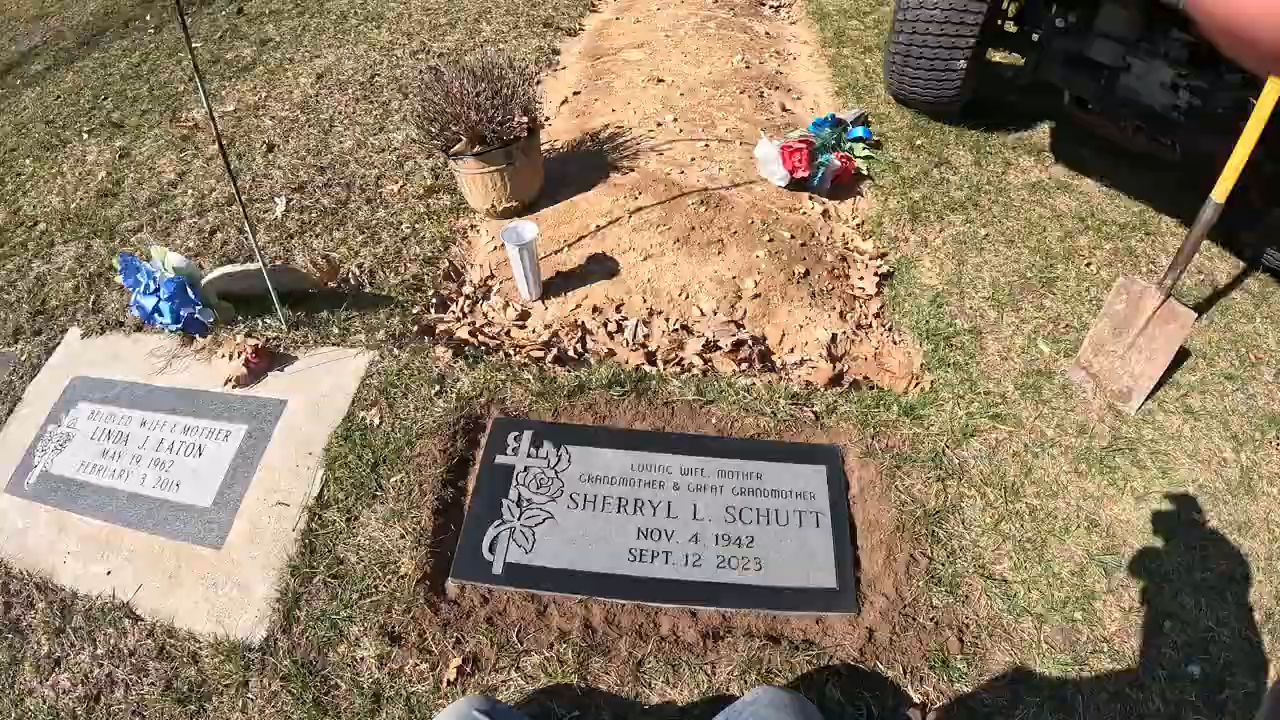 BELOVED WIFE & MOTHER
LINDA J. EATON
MAY 19, 1962
FEBRUARY 3, 2018
LOVING WIFE, MOTHER
GRANDMOTHER & GREAT GRANDMOTHER
SHERRYL L. SCHUTT
NOV. 4, 1942
SEPT. 12 2023